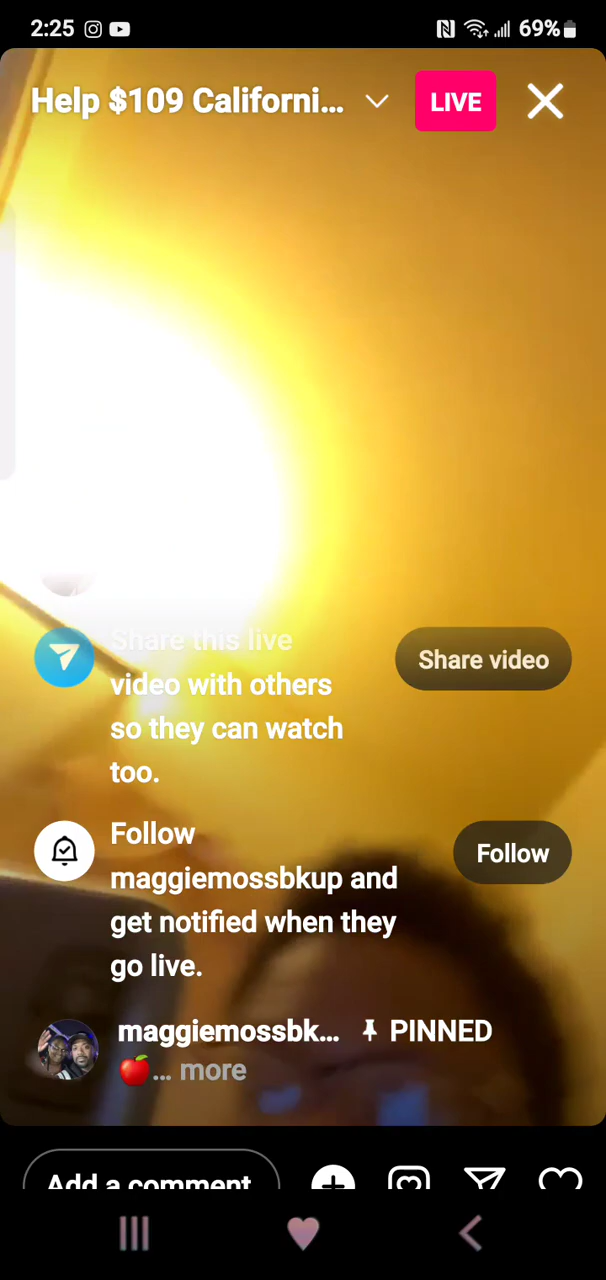 2:25 69%
Help $109 Californi... LIVE
Share this live
video with others
so they can watch
too.
Share video
Follow
maggiemossbkup and
get notified when they
go live.
Follow
maggiemossbk... PINNED
🍎... more
Add a comment